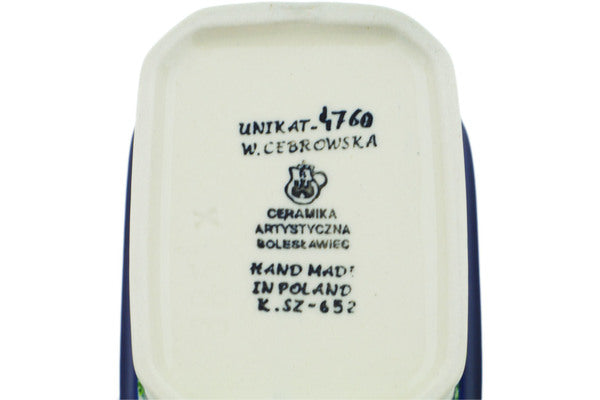 UNIKAT-4760
W.CEBROWSKA
CERAMIKA
ARTYSTYCZNA
BOLESŁAWIEC
HAND MADE
IN POLAND
K.SZ-652